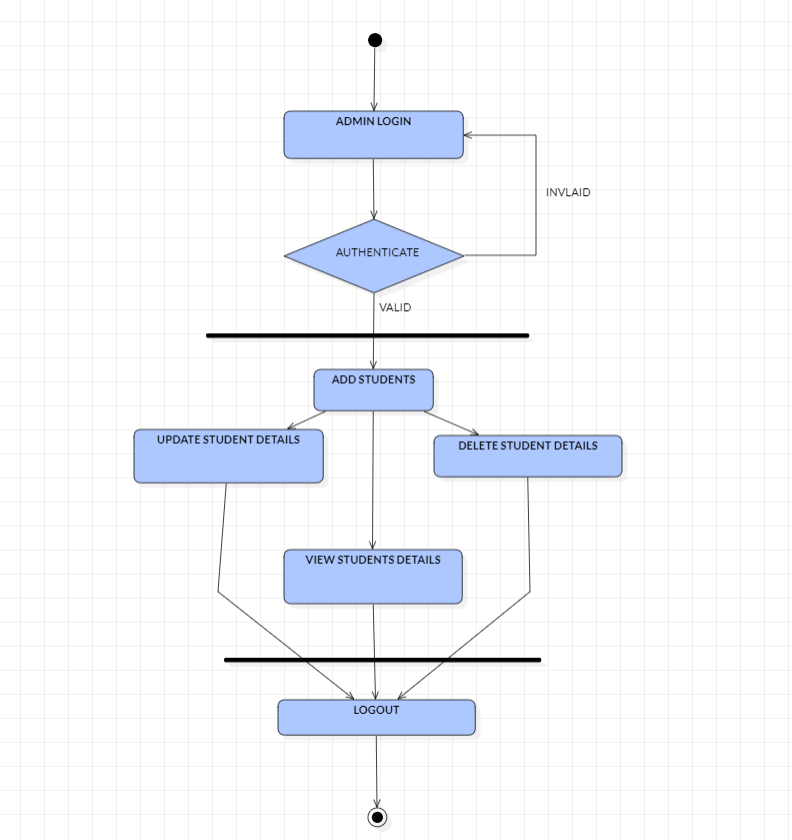 ADMIN LOGIN
INVLAID
AUTHENTICATE
VALID
ADD STUDENTS
UPDATE STUDENT DETAILS
DELETE STUDENT DETAILS
VIEW STUDENTS DETAILS
LOGOUT